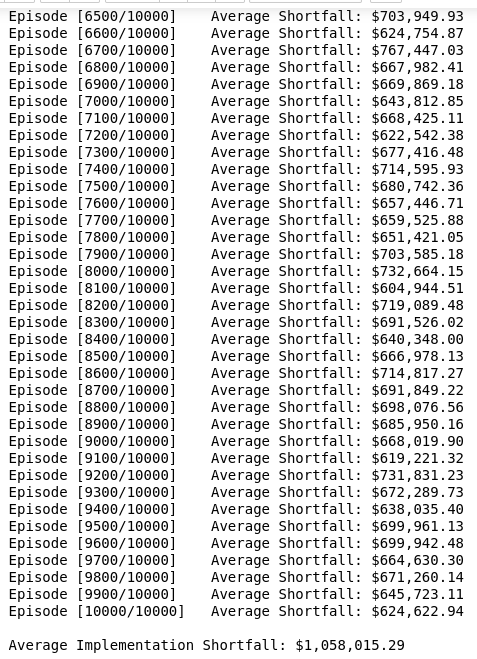 Episode [6500/10000]    Average Shortfall: $703,949.93
Episode [6600/10000]    Average Shortfall: $624,754.87
Episode [6700/10000]    Average Shortfall: $767,447.03
Episode [6800/10000]    Average Shortfall: $667,982.41
Episode [6900/10000]    Average Shortfall: $669,869.18
Episode [7000/10000]    Average Shortfall: $643,812.85
Episode [7100/10000]    Average Shortfall: $668,425.11
Episode [7200/10000]    Average Shortfall: $622,542.38
Episode [7300/10000]    Average Shortfall: $677,416.48
Episode [7400/10000]    Average Shortfall: $714,595.93
Episode [7500/10000]    Average Shortfall: $680,742.36
Episode [7600/10000]    Average Shortfall: $657,446.71
Episode [7700/10000]    Average Shortfall: $659,525.88
Episode [7800/10000]    Average Shortfall: $651,421.05
Episode [7900/10000]    Average Shortfall: $703,585.18
Episode [8000/10000]    Average Shortfall: $732,664.15
Episode [8100/10000]    Average Shortfall: $604,944.51
Episode [8200/10000]    Average Shortfall: $719,089.48
Episode [8300/10000]    Average Shortfall: $691,526.02
Episode [8400/10000]    Average Shortfall: $640,348.00
Episode [8500/10000]    Average Shortfall: $666,978.13
Episode [8600/10000]    Average Shortfall: $714,817.27
Episode [8700/10000]    Average Shortfall: $691,849.22
Episode [8800/10000]    Average Shortfall: $698,076.56
Episode [8900/10000]    Average Shortfall: $685,950.16
Episode [9000/10000]    Average Shortfall: $668,019.90
Episode [9100/10000]    Average Shortfall: $619,221.32
Episode [9200/10000]    Average Shortfall: $731,831.23
Episode [9300/10000]    Average Shortfall: $672,289.73
Episode [9400/10000]    Average Shortfall: $638,035.40
Episode [9500/10000]    Average Shortfall: $699,961.13
Episode [9600/10000]    Average Shortfall: $699,942.48
Episode [9700/10000]    Average Shortfall: $664,630.30
Episode [9800/10000]    Average Shortfall: $671,260.14
Episode [9900/10000]    Average Shortfall: $645,723.11
Episode [10000/10000]   Average Shortfall: $624,622.94
Average Implementation Shortfall: $1,058,015.29